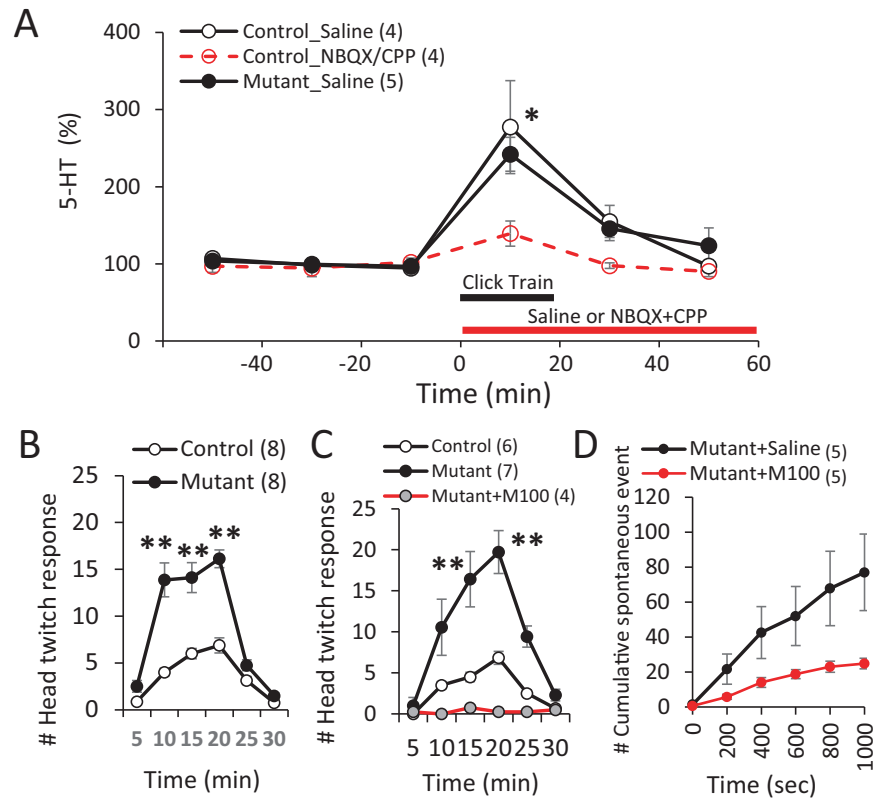 A
Control_Saline (4)
Control_NBQX/CPP (4)
Mutant_Saline (5)
400
300
200
100
0
5-HT (%)
*
Click Train
Saline or NBQX+CPP
-40 -20 0 20 40 60
Time (min)
B
Control (8)
Mutant (8)
25
20
15
10
5
0
# Head twitch response
** ** **
5 10 15 20 25 30
Time (min)
C
Control (6)
Mutant (7)
Mutant+M100 (4)
25
20
15
10
5
0
# Head twitch response
** **
5 10 15 20 25 30
Time (min)
D
Mutant+Saline (5)
Mutant+M100 (5)
120
100
80
60
40
20
0
# Cumulative spontaneous event
0 200 400 600 800 1000
Time (sec)